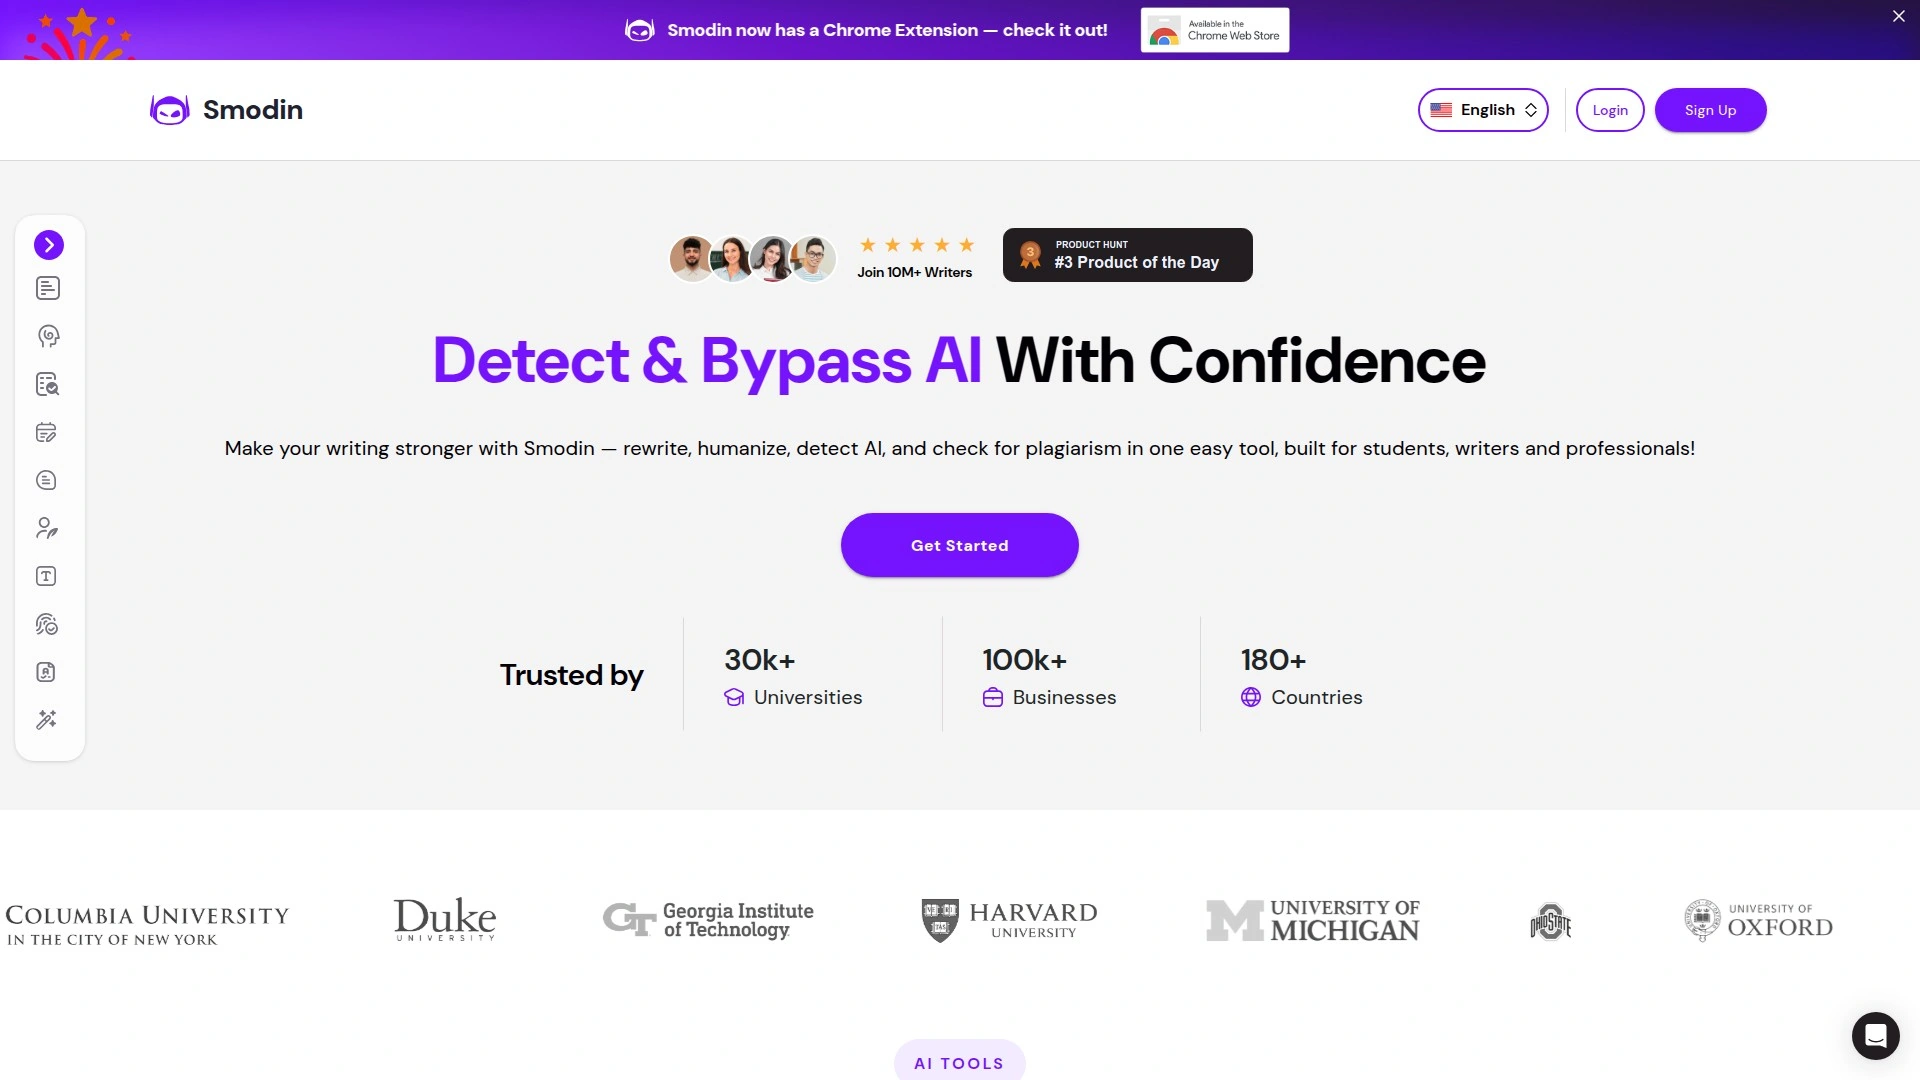 Smodin now has a Chrome Extension — check it out!
Available in the
Chrome Web Store
Smodin
English
Login
Sign Up
Join 10M+ Writers
3
PRODUCT HUNT
#3 Product of the Day
Detect & Bypass AI With Confidence
Make your writing stronger with Smodin — rewrite, humanize, detect AI, and check for plagiarism in one easy tool, built for students, writers and professionals!
Get Started
Trusted by
30k+
Universities
100k+
Businesses
180+
Countries
COLUMBIA UNIVERSITY
IN THE CITY OF NEW YORK
Duke
UNIVERSITY
GT
Georgia Institute
of Technology
HARVARD
UNIVERSITY
M
UNIVERSITY OF
MICHIGAN
OHIO STATE
UNIVERSITY OF
OXFORD
AI TOOLS